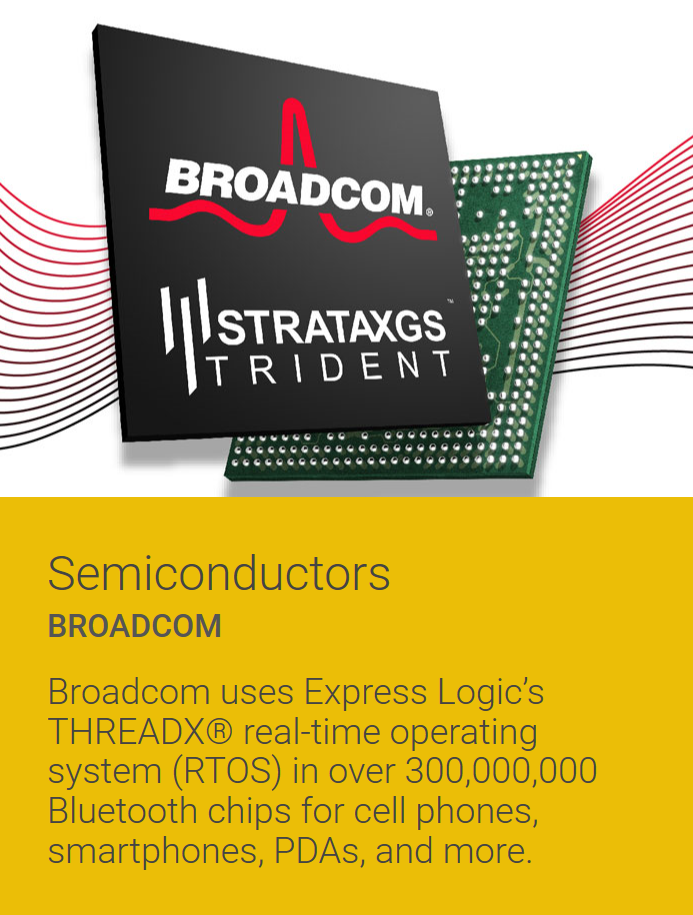 BROADCOM®
STRATAXGS™
TRIDENT
Semiconductors
BROADCOM
Broadcom uses Express Logic’s
THREADX® real-time operating
system (RTOS) in over 300,000,000
Bluetooth chips for cell phones,
smartphones, PDAs, and more.